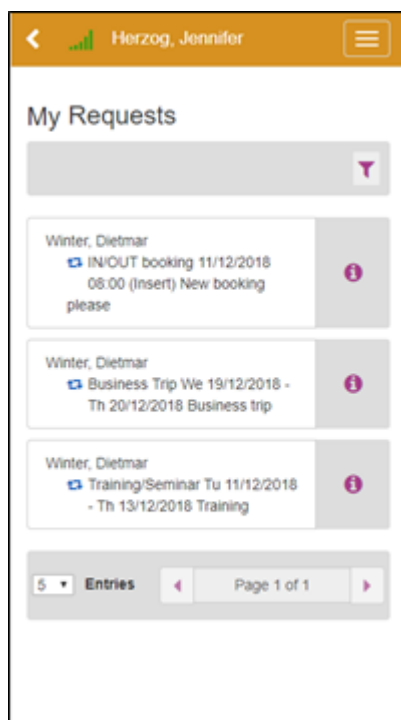 Herzog, Jennifer
My Requests
Winter, Dietmar
IN/OUT booking 11/12/2018
08:00 (Insert) New booking
please
Winter, Dietmar
Business Trip We 19/12/2018 -
Th 20/12/2018 Business trip
Winter, Dietmar
Training/Seminar Tu 11/12/2018
- Th 13/12/2018 Training
5 Entries Page 1 of 1